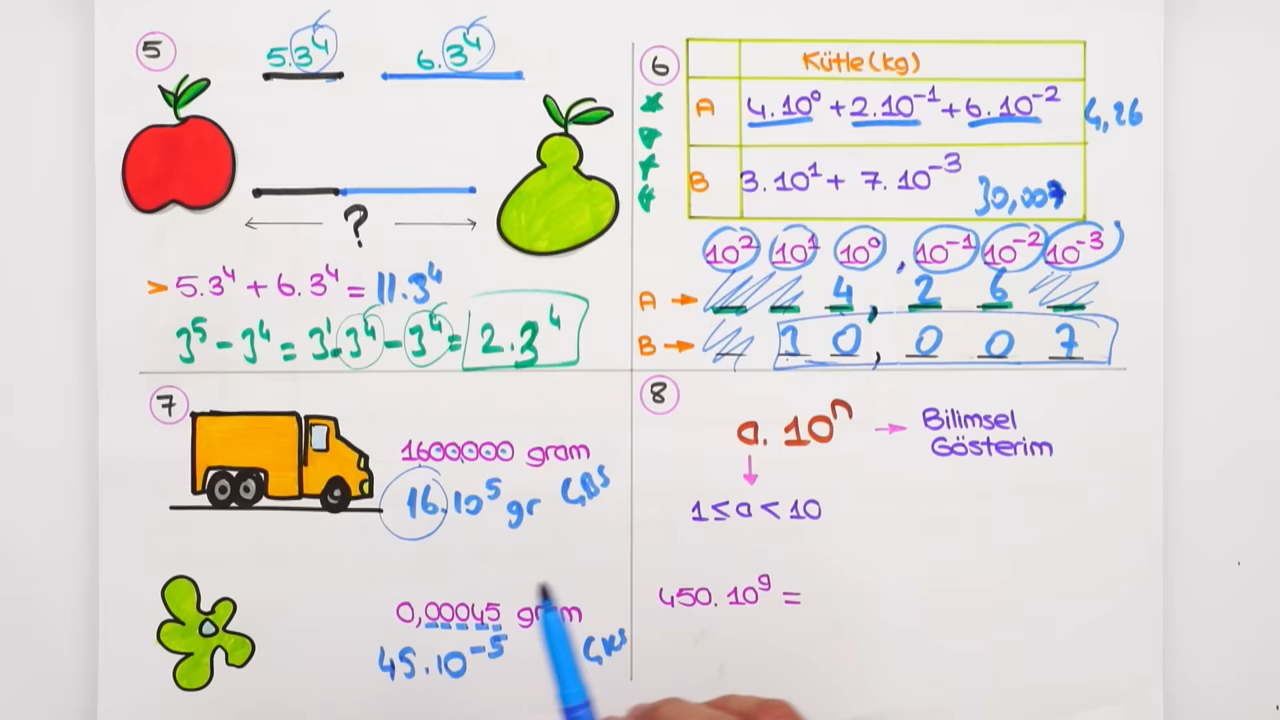 5
5.3⁴ 6.3⁴
?
> 5.3⁴ + 6.3⁴ = 11.3⁴
3⁵ - 3⁴ = 3¹.3⁴ - 3⁴ = 2.3⁴
6
Kütle (kg)
A 4.10⁰ + 2.10⁻¹ + 6.10⁻² 4,26
B 3.10¹ + 7.10⁻³ 30,007
10² 10¹ 10⁰ , 10⁻¹ 10⁻² 10⁻³
A → 4 , 2 6
B → 3 0 , 0 0 7
7
1600000 gram
16.10⁵ gr ÇBS
0,00045 gram
45.10⁻⁵ ÇKS
8
a.10ⁿ → Bilimsel
Gösterim
1 ≤ a < 10
450.10⁹ =